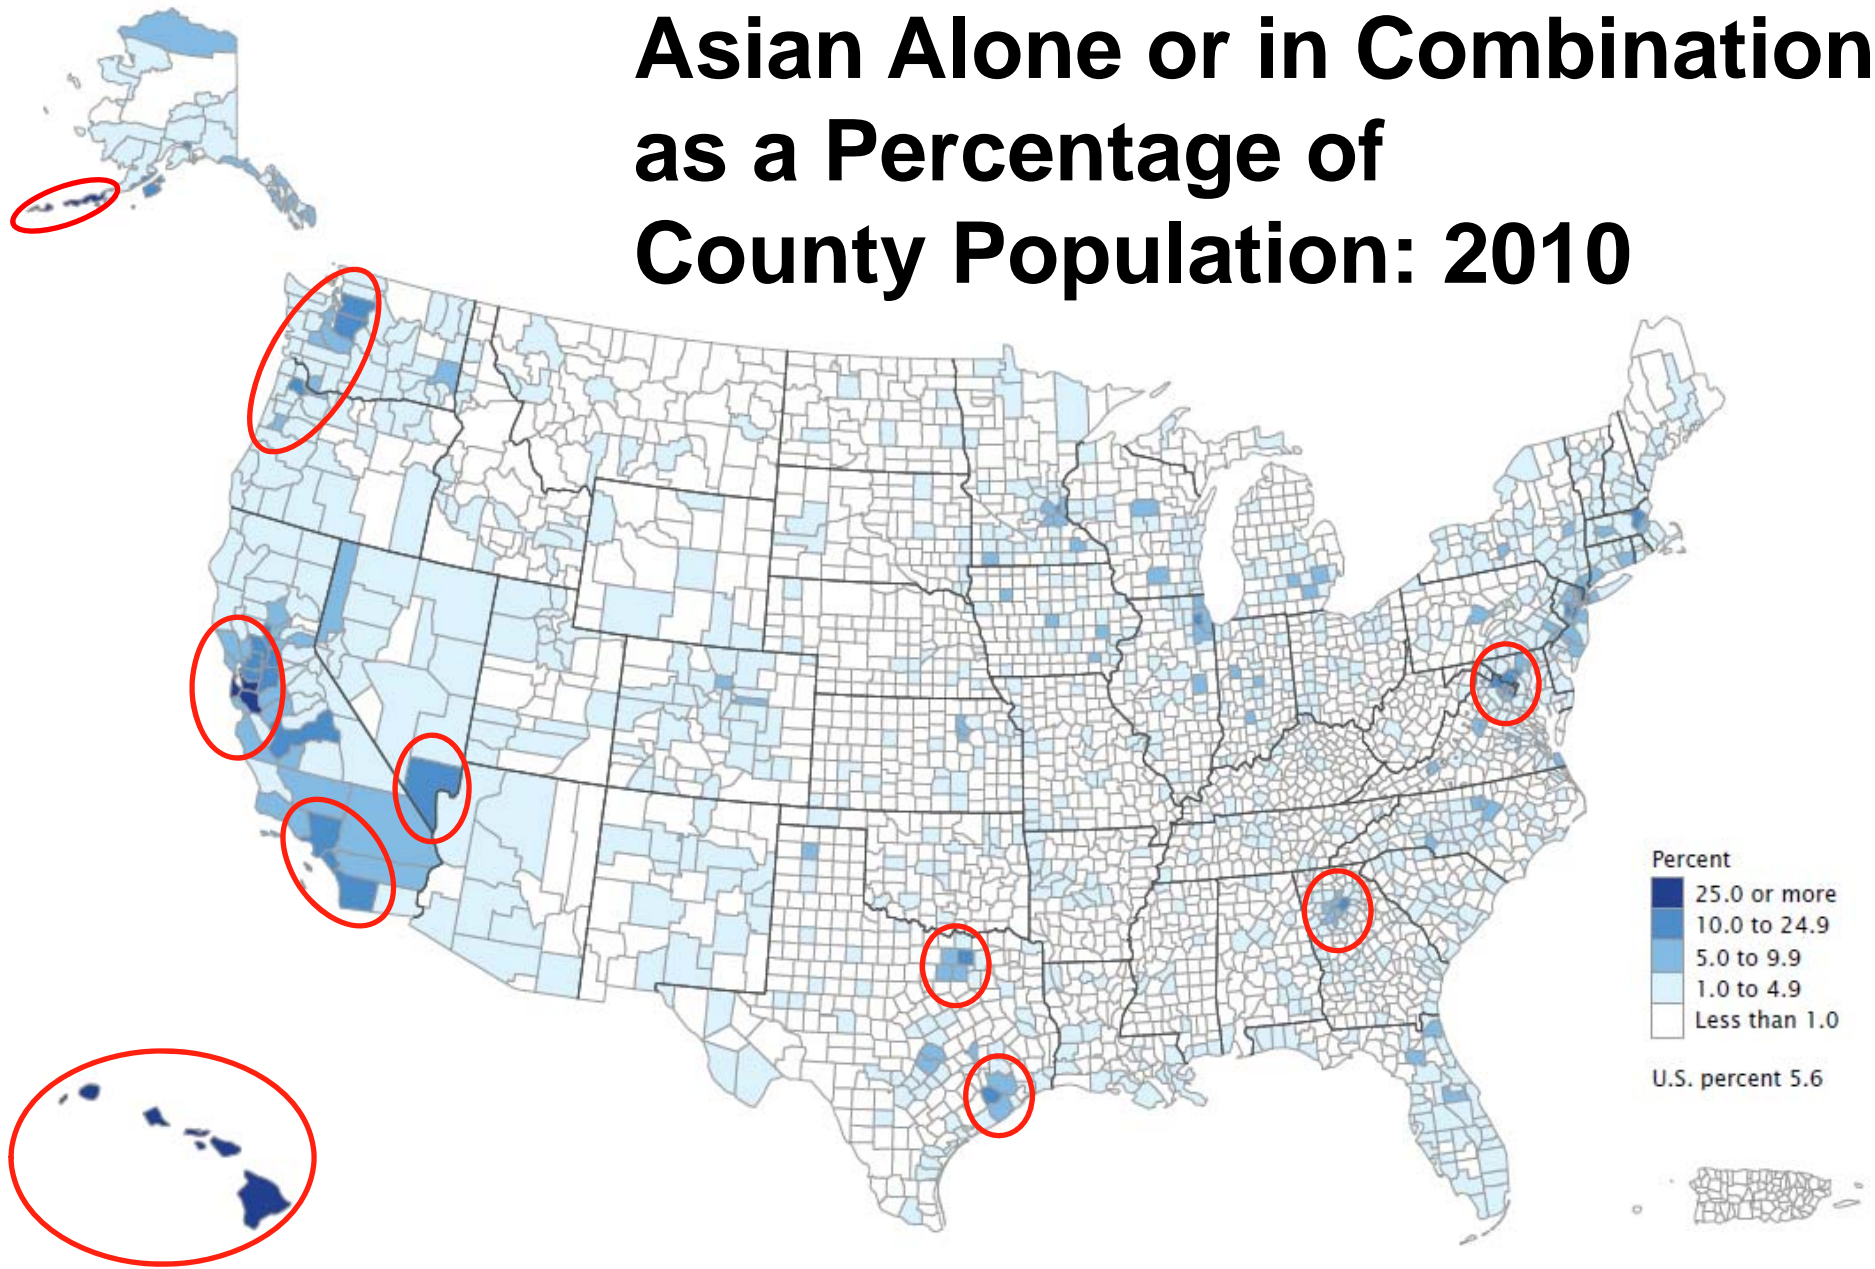 Asian Alone or in Combination
as a Percentage of
County Population: 2010
Percent
25.0 or more
10.0 to 24.9
5.0 to 9.9
1.0 to 4.9
Less than 1.0
U.S. percent 5.6